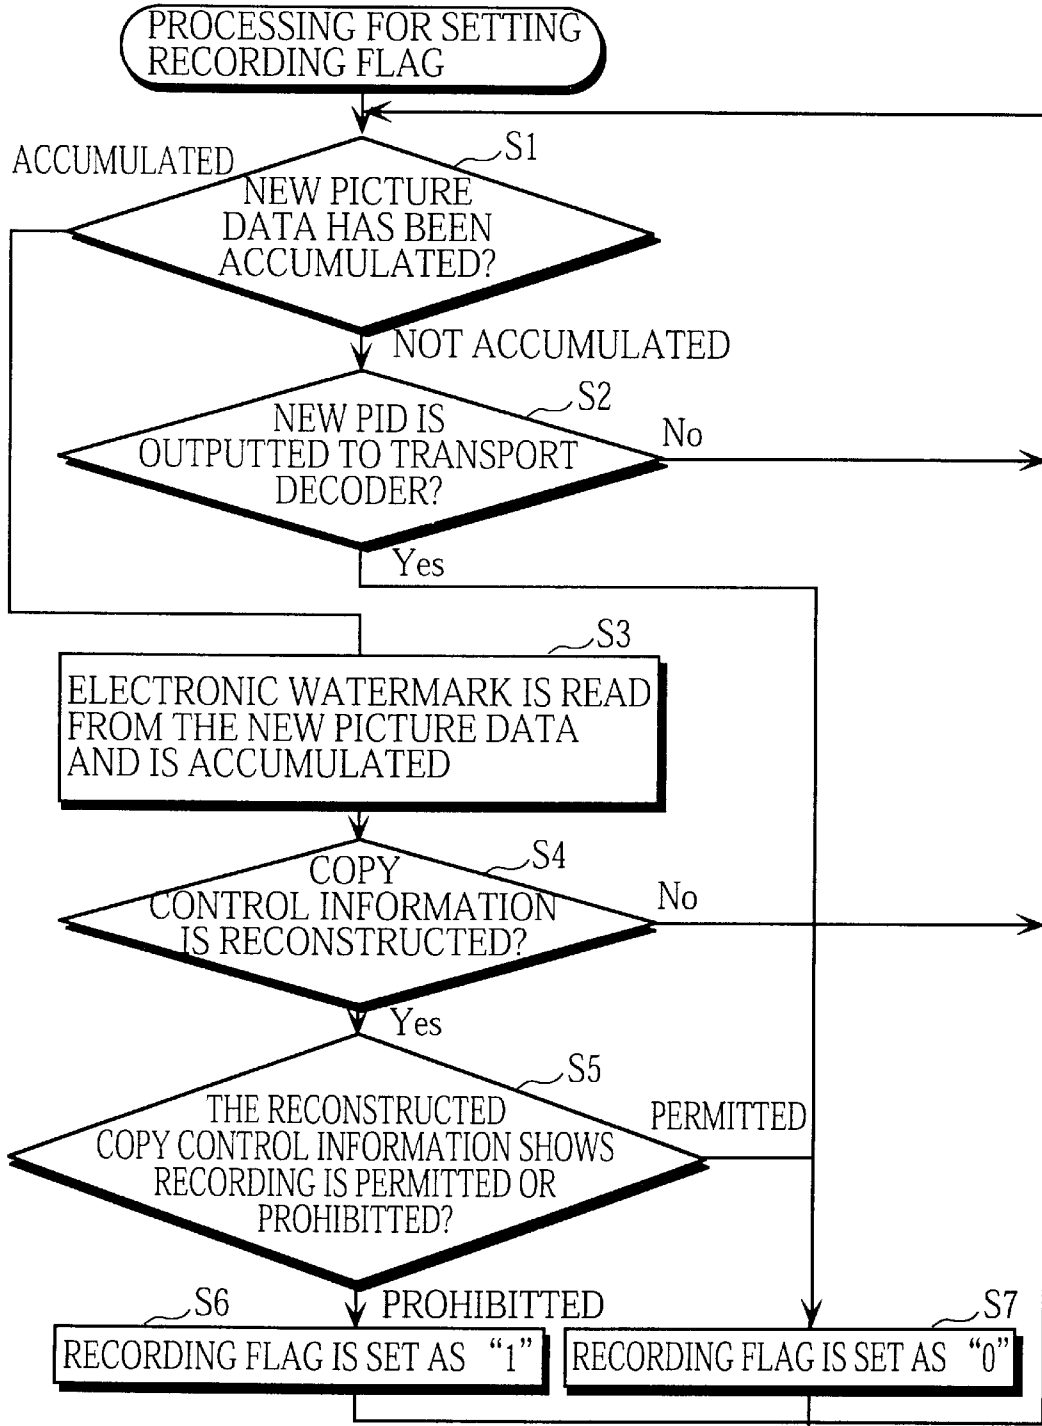 PROCESSING FOR SETTING
RECORDING FLAG
S1
ACCUMULATED
NEW PICTURE
DATA HAS BEEN
ACCUMULATED?
NOT ACCUMULATED
S2
NEW PID IS
OUTPUTTED TO TRANSPORT
DECODER?
No
Yes
S3
ELECTRONIC WATERMARK IS READ
FROM THE NEW PICTURE DATA
AND IS ACCUMULATED
S4
COPY
CONTROL INFORMATION
IS RECONSTRUCTED?
No
Yes
S5
THE RECONSTRUCTED
COPY CONTROL INFORMATION SHOWS
RECORDING IS PERMITTED OR
PROHIBITTED?
PERMITTED
PROHIBITTED
S6
RECORDING FLAG IS SET AS “1”
S7
RECORDING FLAG IS SET AS “0”